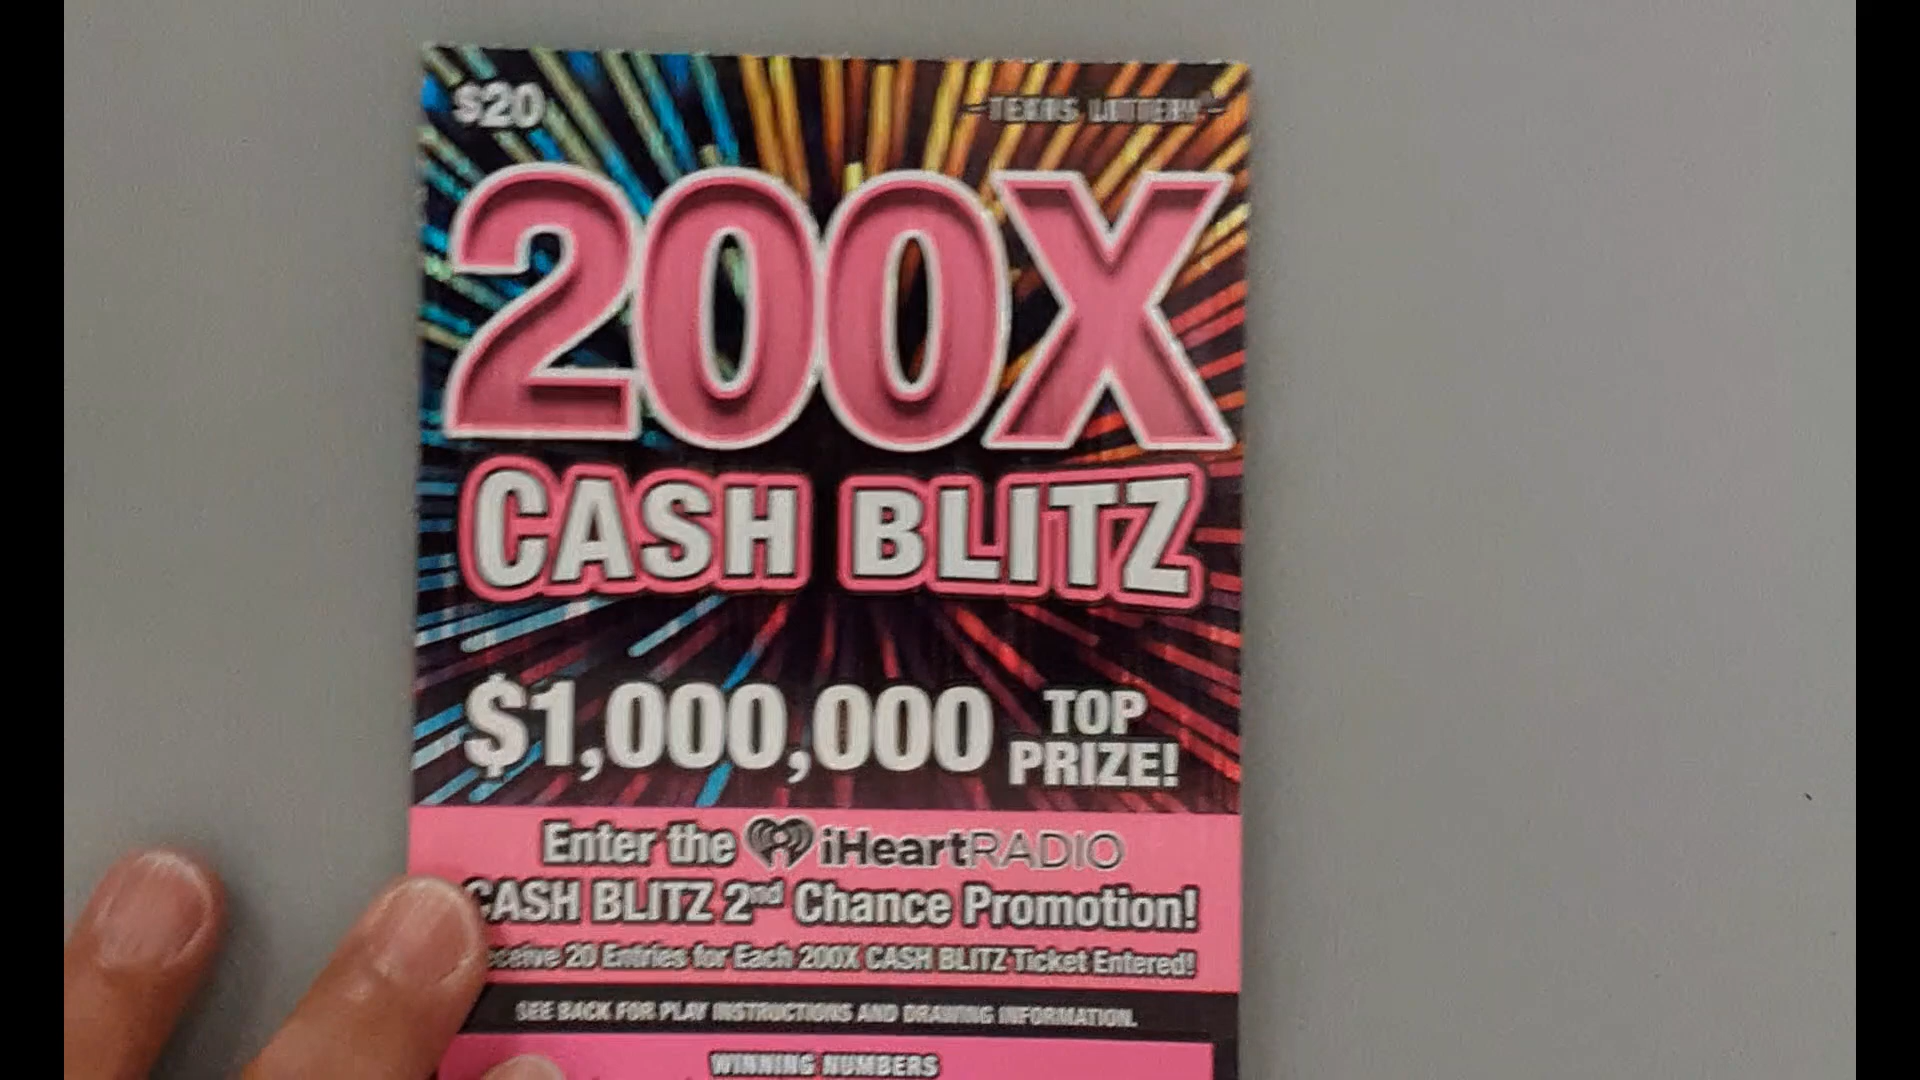 $20
TEXAS LOTTERY
200X
CASH BLITZ
$1,000,000 TOP PRIZE!
Enter the iHeartRADIO
CASH BLITZ 2nd Chance Promotion!
20 Entries for Each 200X CASH BLITZ Ticket Entered!
SEE BACK FOR PLAY INSTRUCTIONS AND DRAWING INFORMATION.
WINNING NUMBERS